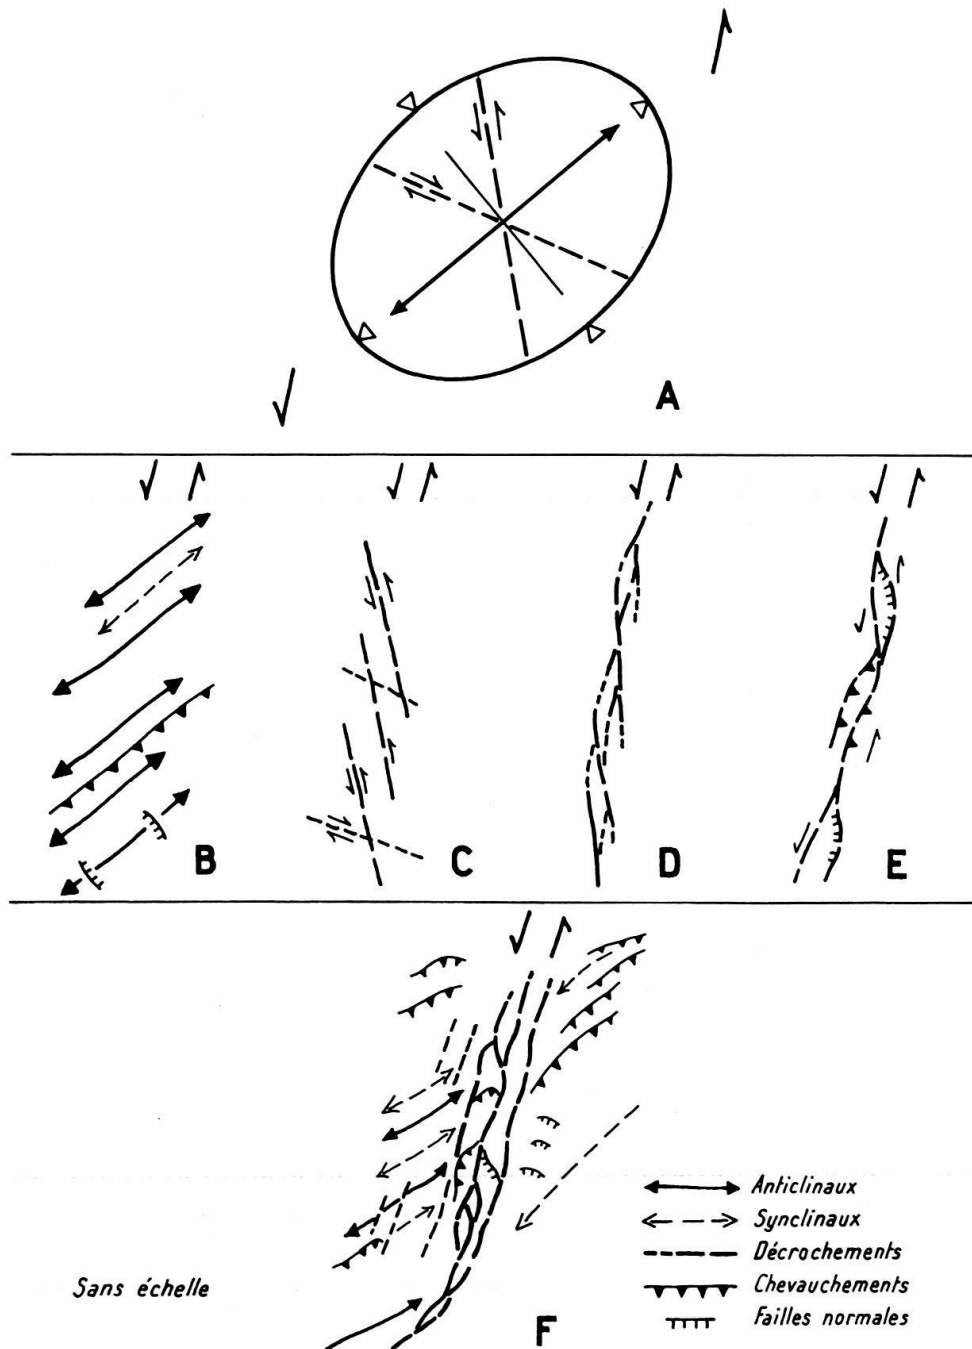 A
B
C
D
E
Anticlinaux
Synclinaux
Décrochements
Chevauchements
Failles normales
Sans échelle
F